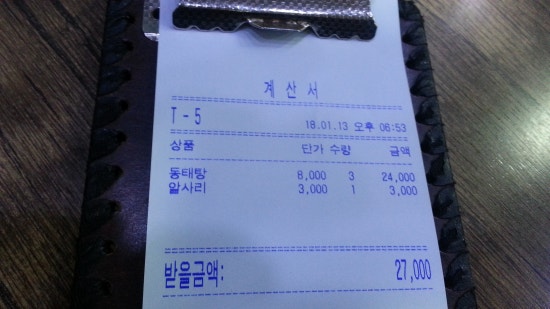 계 산 서
T - 5
18.01.13 오후 06:53
상품 단가 수량 금액
동태탕 8,000 3 24,000
알사리 3,000 1 3,000
받을금액: 27,000